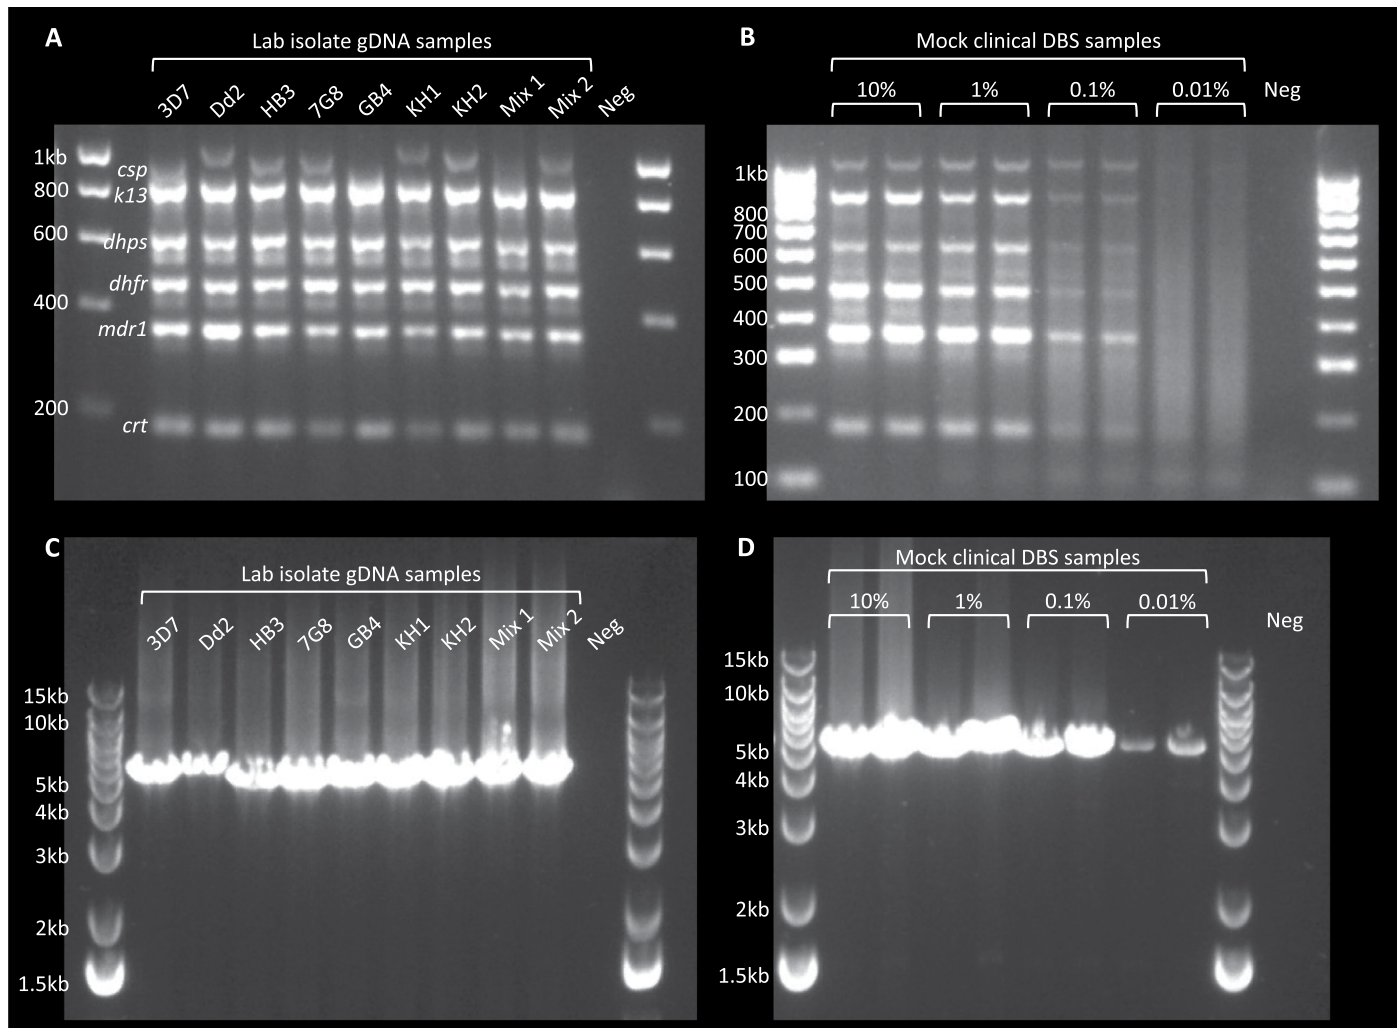 A
Lab isolate gDNA samples
3D7 Dd2 HB3 7G8 GB4 KH1 KH2 Mix 1 Mix 2 Neg
1kb
csp
800
k13
600
dhps
dhfr
400
mdr1
200
crt
B
Mock clinical DBS samples
10% 1% 0.1% 0.01% Neg
1kb
800
700
600
500
400
300
200
100
C
Lab isolate gDNA samples
3D7 Dd2 HB3 7G8 GB4 KH1 KH2 Mix 1 Mix 2 Neg
15kb
10kb
5kb
4kb
3kb
2kb
1.5kb
D
Mock clinical DBS samples
10% 1% 0.1% 0.01% Neg
15kb
10kb
5kb
4kb
3kb
2kb
1.5kb